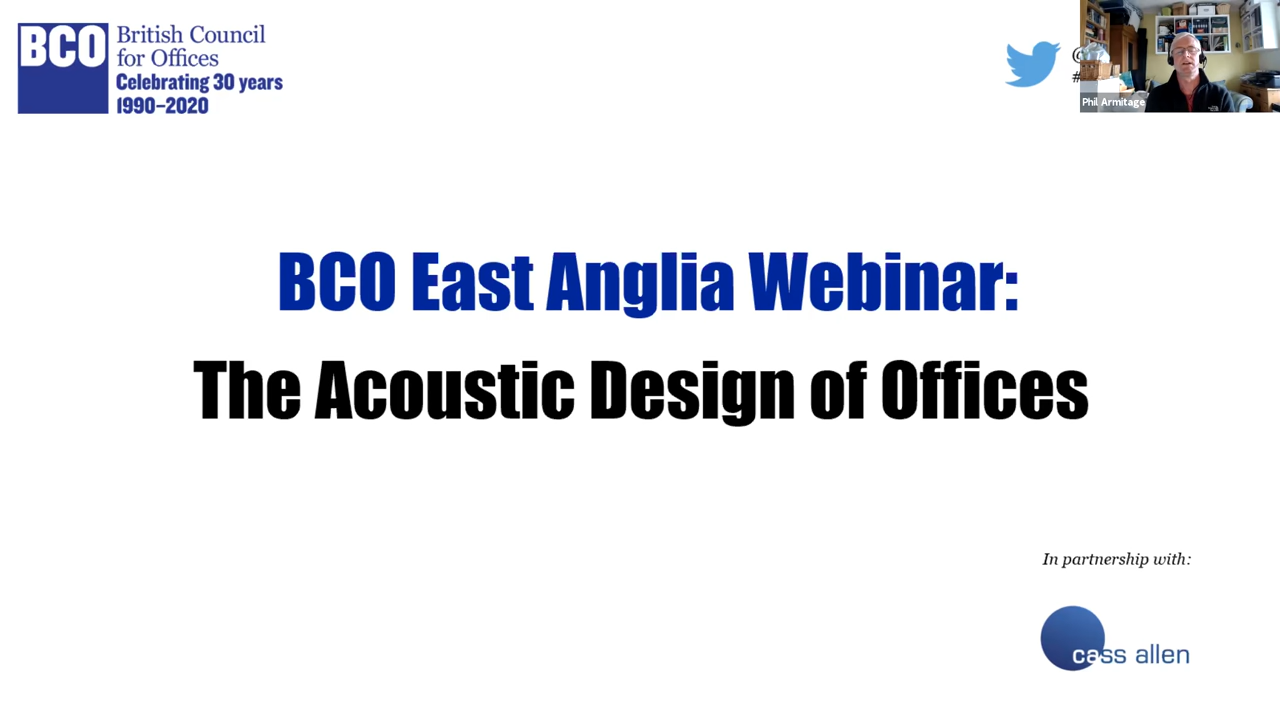 BCO
British Council
for Offices
Celebrating 30 years
1990–2020
@
#
Phil Armitage
BCO East Anglia Webinar:
The Acoustic Design of Offices
In partnership with:
cass allen